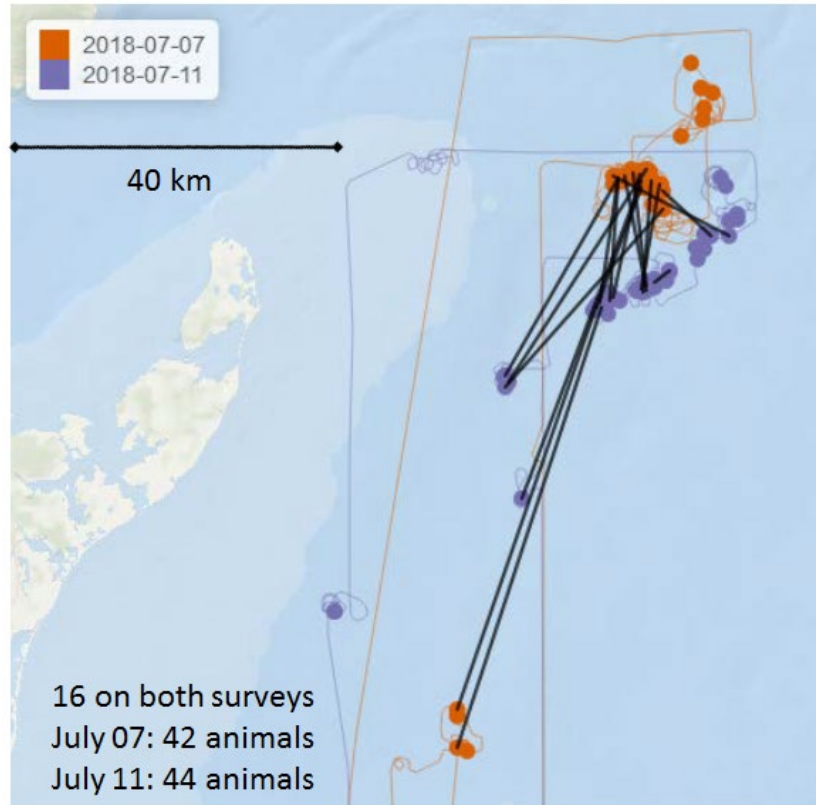 2018-07-07
2018-07-11
40 km
16 on both surveys
July 07: 42 animals
July 11: 44 animals